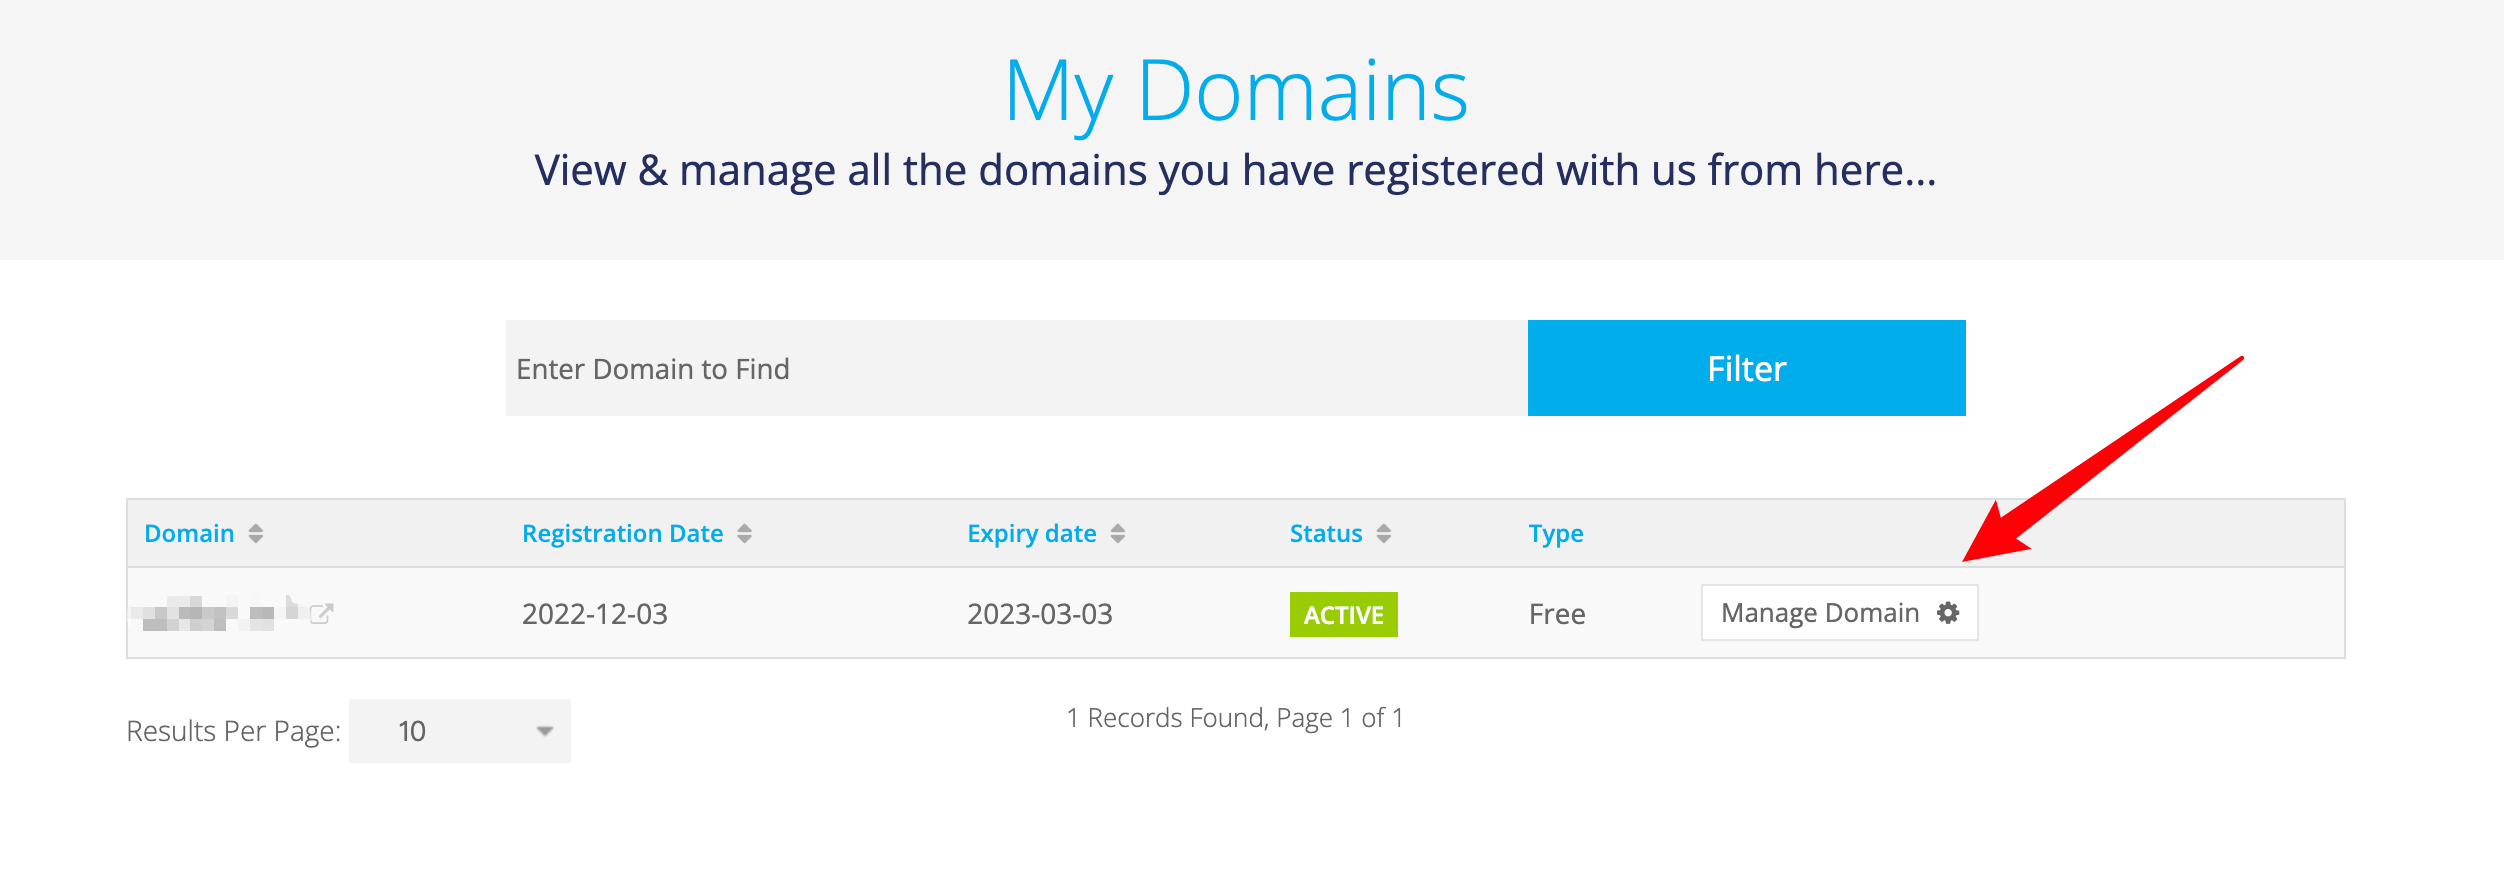 My Domains
View & manage all the domains you have registered with us from here...
Enter Domain to Find
Filter
Domain Registration Date Expiry date Status Type
2022-12-03 2023-03-03 ACTIVE Free Manage Domain
Results Per Page: 10
1 Records Found, Page 1 of 1